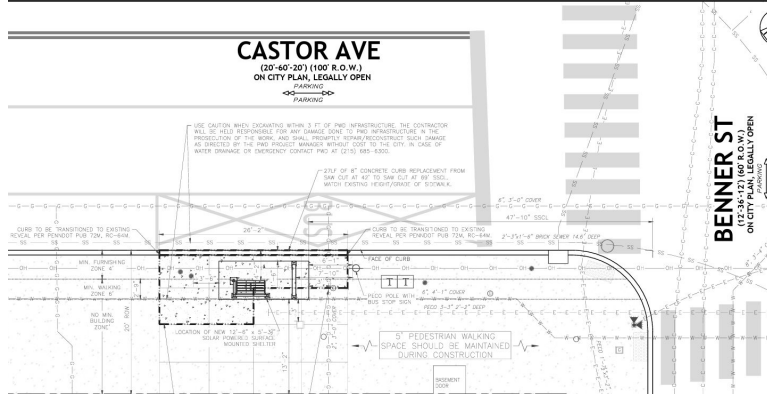 CASTOR AVE
(20'-60'-20') (100' R.O.W.)
ON CITY PLAN, LEGALLY OPEN
PARKING
PARKING
USE CAUTION WHEN EXCAVATING WITHIN 3 FT OF PWD INFRASTRUCTURE. THE CONTRACTOR
WILL BE HELD RESPONSIBLE FOR ANY DAMAGE DONE TO PWD INFRASTRUCTURE IN THE
PROSECUTION OF THE WORK, AND SHALL PROMPTLY REPAIR/RECONSTRUCT SUCH DAMAGE
AS DIRECTED BY THE PWD PROJECT MANAGER WITHOUT COST TO THE CITY. IN CASE OF
WATER DRAINAGE OR EMERGENCY CONTACT PWD AT (215) 685-6300.
27LF OF 8" CONCRETE CURB REPLACEMENT FROM
SAW CUT AT 42' TO SAW CUT AT 69' SSCL.
MATCH EXISTING HEIGHT/GRADE OF SIDEWALK.
6", 3'-0" COVER
47'-10" SSCL
CURB TO BE TRANSITIONED TO EXISTING
REVEAL PER PENNDOT PUB 72M, RC-64M.
26'-2"
CURB TO BE TRANSITIONED TO EXISTING
REVEAL PER PENNDOT PUB 72M, RC-64M.
2'-3"x1'-6" BRICK SEWER 14.6' DEEP
FACE OF CURB
MIN. FURNISHING
ZONE 4'
MIN. WALKING
ZONE 6'
NO MIN.
BUILDING
ZONE'
20' ROW
T T
PECO POLE WITH
BUS STOP SIGN
8", 4'-1" COVER
PECO 3-3" 2'-2" DEEP
LOCATION OF NEW
SOLAR POWERED SURFACE
MOUNTED SHELTER
13'-2"
5' PEDESTRIAN WALKING
SPACE SHOULD BE MAINTAINED
DURING CONSTRUCTION
BASEMENT
DOOR
BENNER ST
(12'-36'-12') (60' R.O.W.)
ON CITY PLAN, LEGALLY OPEN
PARKING